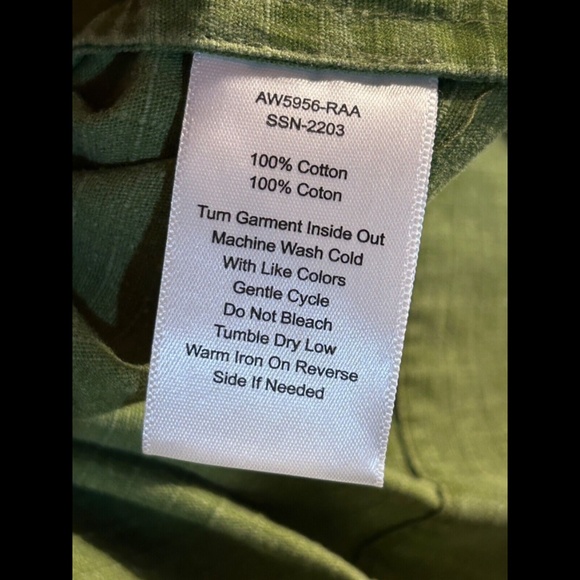 AW5956-RAA
SSN-2203
100% Cotton
100% Coton
Turn Garment Inside Out
Machine Wash Cold
With Like Colors
Gentle Cycle
Do Not Bleach
Tumble Dry Low
Warm Iron On Reverse
Side If Needed